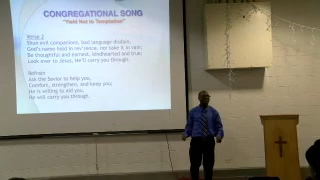 CONGREGATIONAL SONG
"Yield Not to Temptation"
Verse 2
Shun evil companions, bad language disdain,
God's name hold in rev'rence, nor take it in vain;
Be thoughtful and earnest, kindhearted and true;
Look ever to Jesus, He'll carry you through.
Refrain
Ask the Savior to help you,
Comfort, strengthen, and keep you;
He is willing to aid you,
He will carry you through.